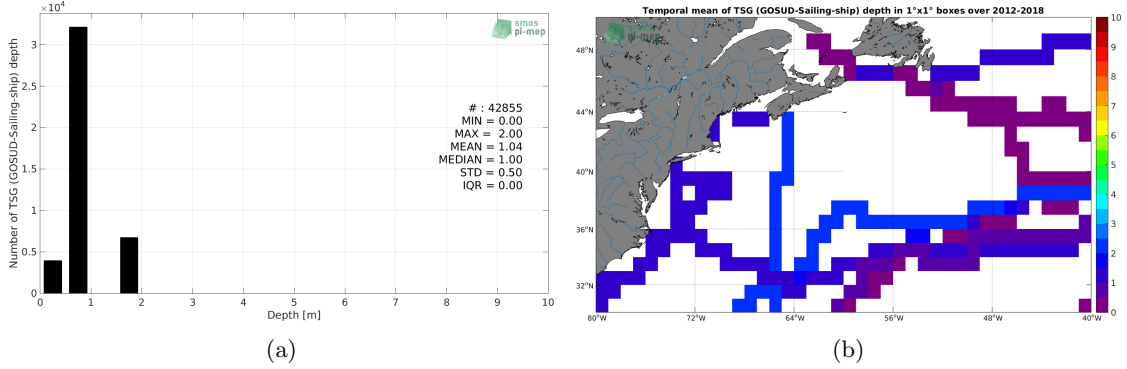 ×10⁴
smos
pi-mep
Number of TSG (GOSUD-Sailing-ship) depth
3
2.5
2
1.5
1
0.5
0
# : 42855
MIN = 0.00
MAX = 2.00
MEAN = 1.04
MEDIAN = 1.00
STD = 0.50
IQR = 0.00
0 1 2 3 4 5 6 7 8 9 10
Depth [m]
(a)
Temporal mean of TSG (GOSUD-Sailing-ship) depth in 1°x1° boxes over 2012-2018
smos
pi-mep
48°N
44°N
40°N
36°N
32°N
80°W 72°W 64°W 56°W 48°W 40°W
10
9
8
7
6
5
4
3
2
1
0
(b)